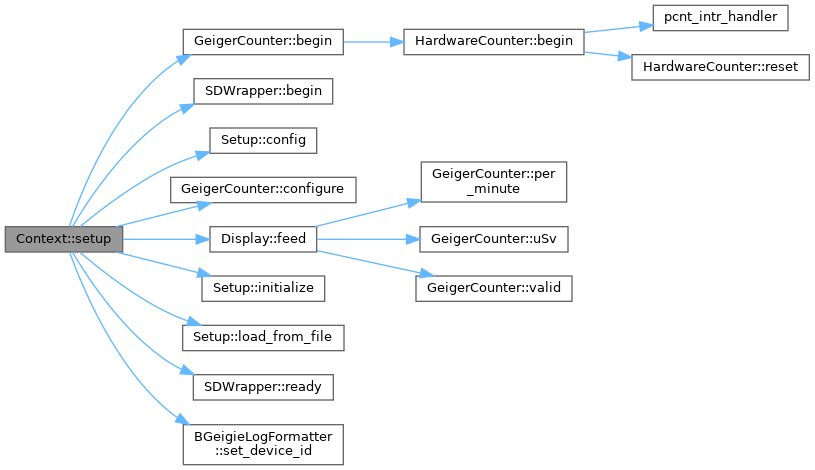 Context::setup
GeigerCounter::begin
HardwareCounter::begin
pcnt_intr_handler
HardwareCounter::reset
SDWrapper::begin
Setup::config
GeigerCounter::configure
Display::feed
GeigerCounter::per
_minute
GeigerCounter::uSv
GeigerCounter::valid
Setup::initialize
Setup::load_from_file
SDWrapper::ready
BGeigieLogFormatter
::set_device_id